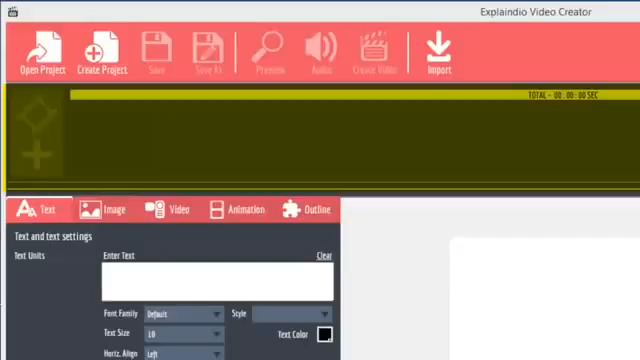 Explaindio Video Creator
Open Project Create Project Save Save As Preview Audio Create Video Import
TOTAL - 00 : 00 : 00 SEC
Text Image Video Animation Outline
Text and text settings
Text Units Enter Text Clear
Font Family Default Style
Text Size 18 Text Color
Horiz. Align Left